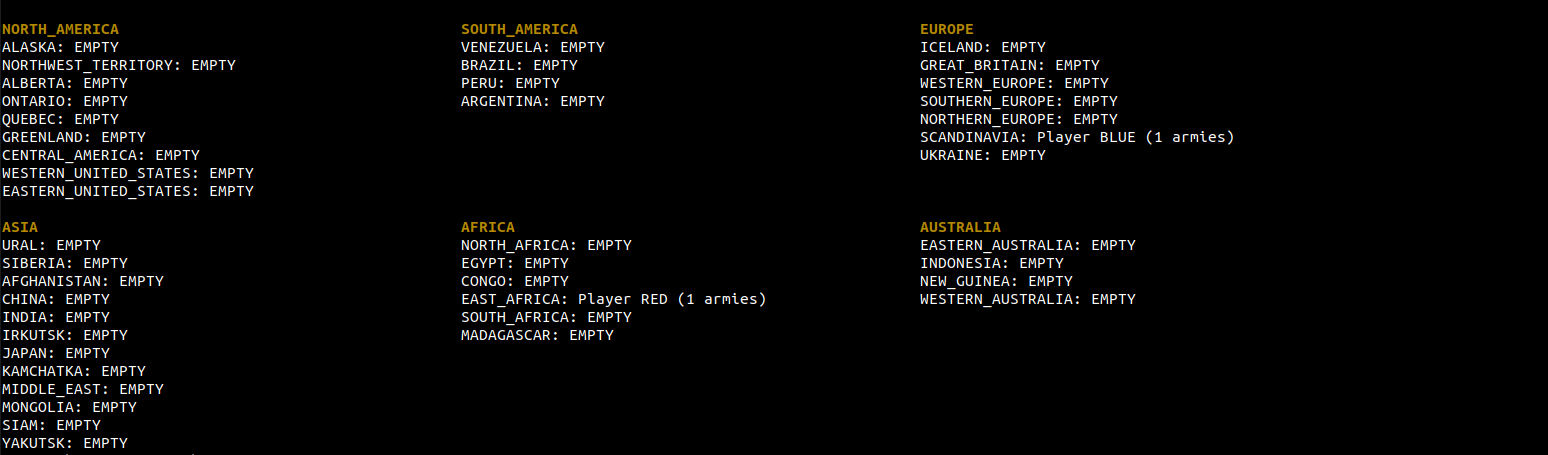 NORTH_AMERICA
ALASKA: EMPTY
NORTHWEST_TERRITORY: EMPTY
ALBERTA: EMPTY
ONTARIO: EMPTY
QUEBEC: EMPTY
GREENLAND: EMPTY
CENTRAL_AMERICA: EMPTY
WESTERN_UNITED_STATES: EMPTY
EASTERN_UNITED_STATES: EMPTY
SOUTH_AMERICA
VENEZUELA: EMPTY
BRAZIL: EMPTY
PERU: EMPTY
ARGENTINA: EMPTY
EUROPE
ICELAND: EMPTY
GREAT_BRITAIN: EMPTY
WESTERN_EUROPE: EMPTY
SOUTHERN_EUROPE: EMPTY
NORTHERN_EUROPE: EMPTY
SCANDINAVIA: Player BLUE (1 armies)
UKRAINE: EMPTY
ASIA
URAL: EMPTY
SIBERIA: EMPTY
AFGHANISTAN: EMPTY
CHINA: EMPTY
INDIA: EMPTY
IRKUTSK: EMPTY
JAPAN: EMPTY
KAMCHATKA: EMPTY
MIDDLE_EAST: EMPTY
MONGOLIA: EMPTY
SIAM: EMPTY
YAKUTSK: EMPTY
AFRICA
NORTH_AFRICA: EMPTY
EGYPT: EMPTY
CONGO: EMPTY
EAST_AFRICA: Player RED (1 armies)
SOUTH_AFRICA: EMPTY
MADAGASCAR: EMPTY
AUSTRALIA
EASTERN_AUSTRALIA: EMPTY
INDONESIA: EMPTY
NEW_GUINEA: EMPTY
WESTERN_AUSTRALIA: EMPTY